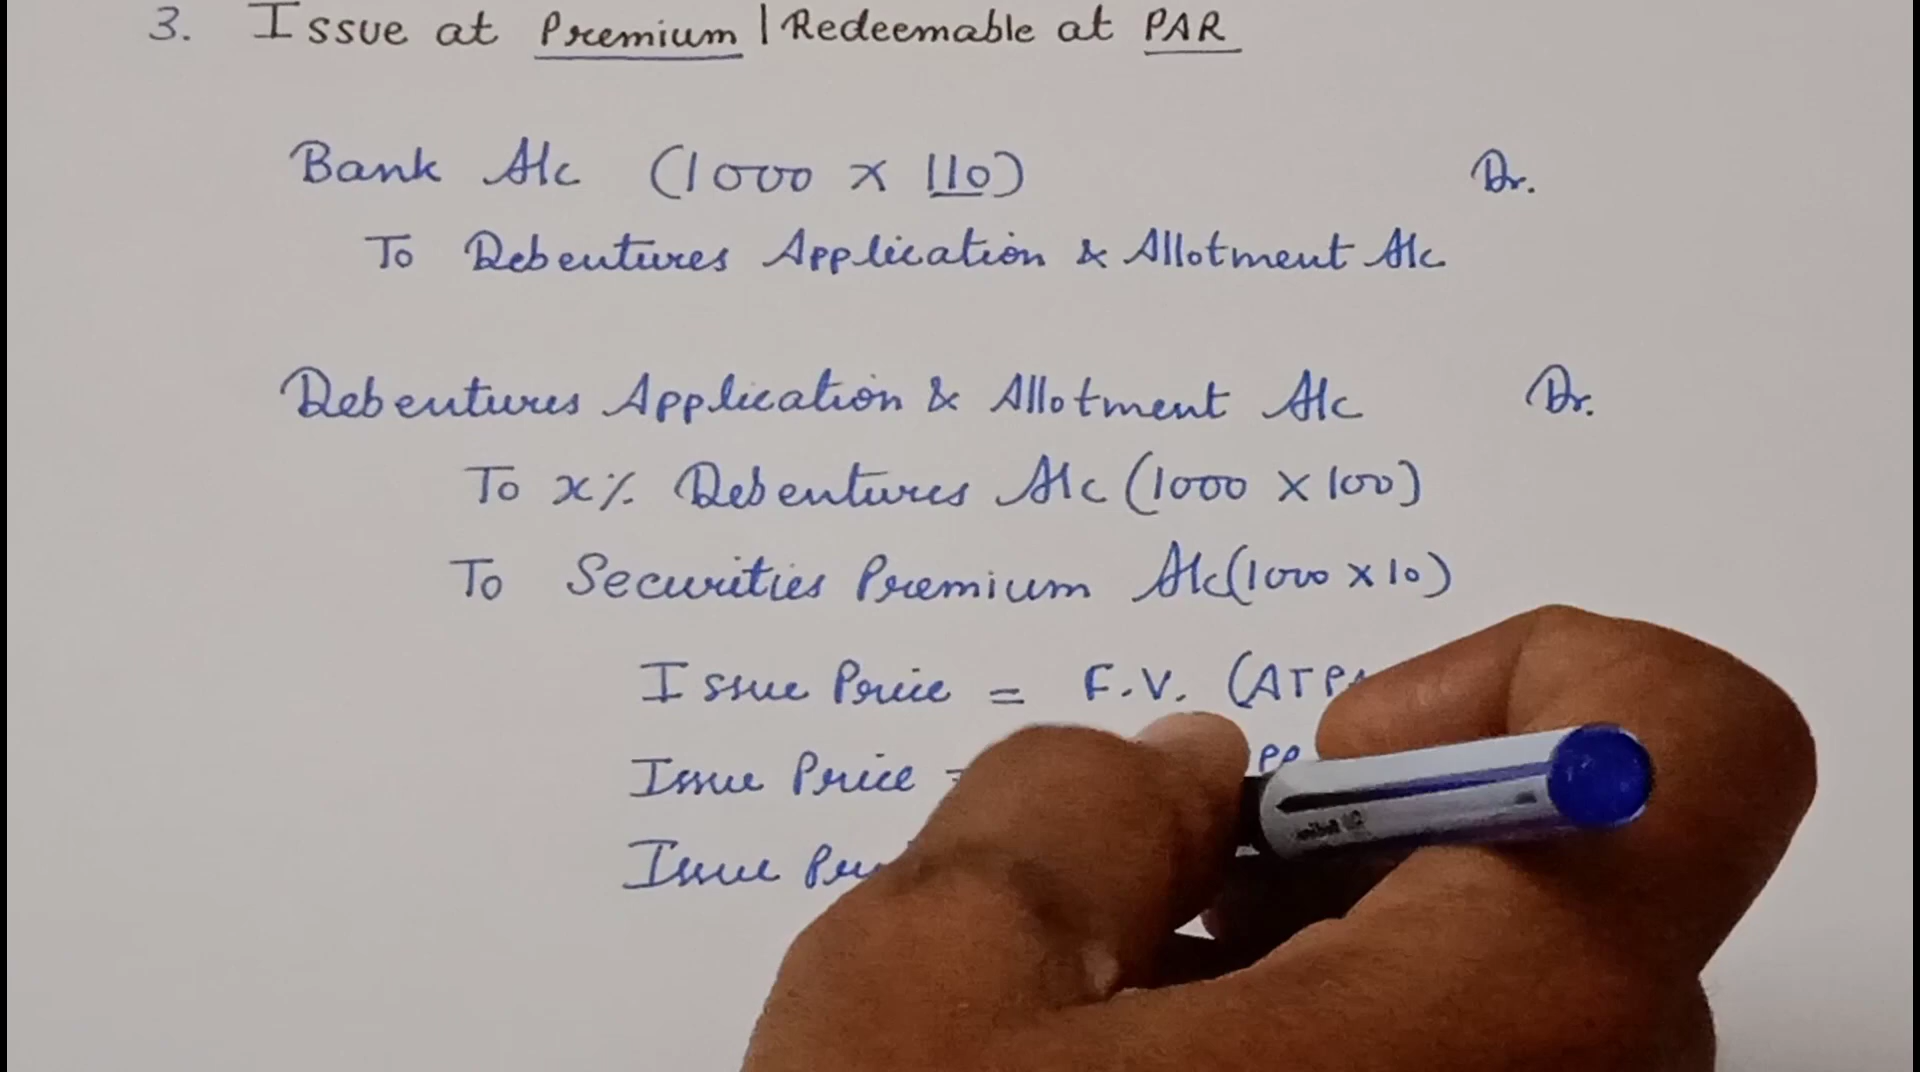 3. Issue at Premium | Redeemable at PAR
Bank A/c (1000 x 110) Dr.
To Debentures Application & Allotment A/c
Debentures Application & Allotment A/c Dr.
To x% Debentures A/c (1000 x 100)
To Securities Premium A/c (1000 x 10)
Issue Price = F.V. (AT
Issue Price
Issue